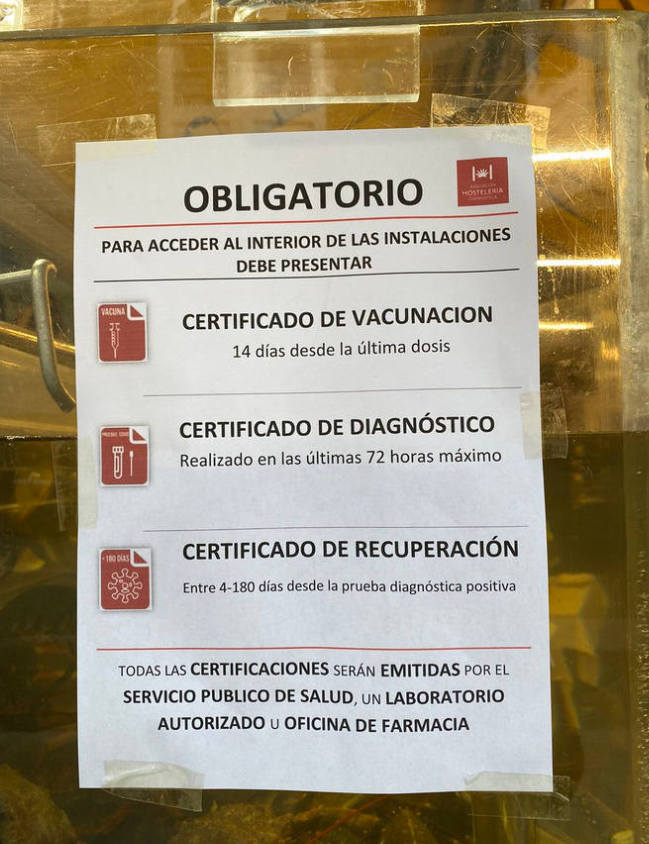 OBLIGATORIO
HOSTELERÍA
PARA ACCEDER AL INTERIOR DE LAS INSTALACIONES
DEBE PRESENTAR
VACUNA
CERTIFICADO DE VACUNACION
14 días desde la última dosis
CERTIFICADO DE DIAGNÓSTICO
Realizado en las últimas 72 horas máximo
<180 DÍAS
CERTIFICADO DE RECUPERACIÓN
Entre 4-180 días desde la prueba diagnóstica positiva
TODAS LAS CERTIFICACIONES SERÁN EMITIDAS POR EL
SERVICIO PUBLICO DE SALUD, UN LABORATORIO
AUTORIZADO U OFICINA DE FARMACIA